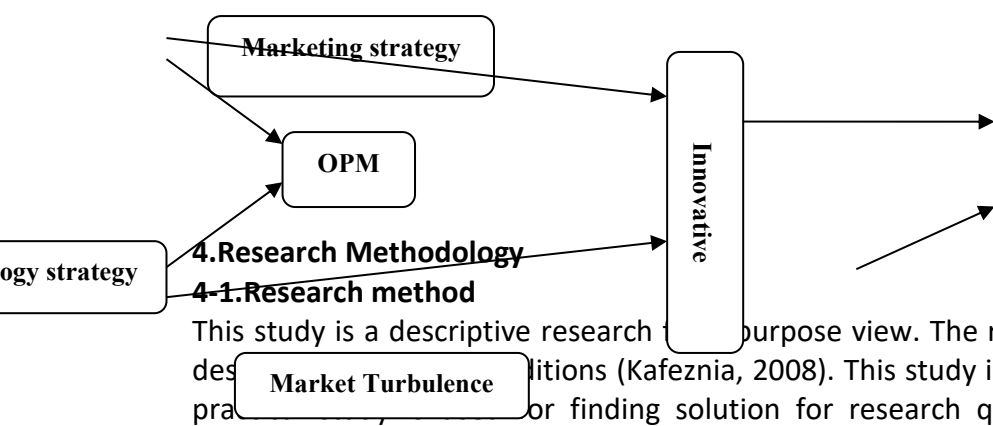 Marketing strategy
OPM
Innovative
ogy strategy
4.Research Methodology
4-1.Research method
This study is a descriptive research purpose view. The
des ditions (Kafeznia, 2008). This study
Market Turbulence
or finding solution for research